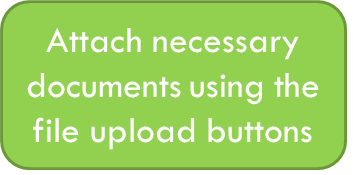 Attach necessary
documents using the
file upload buttons